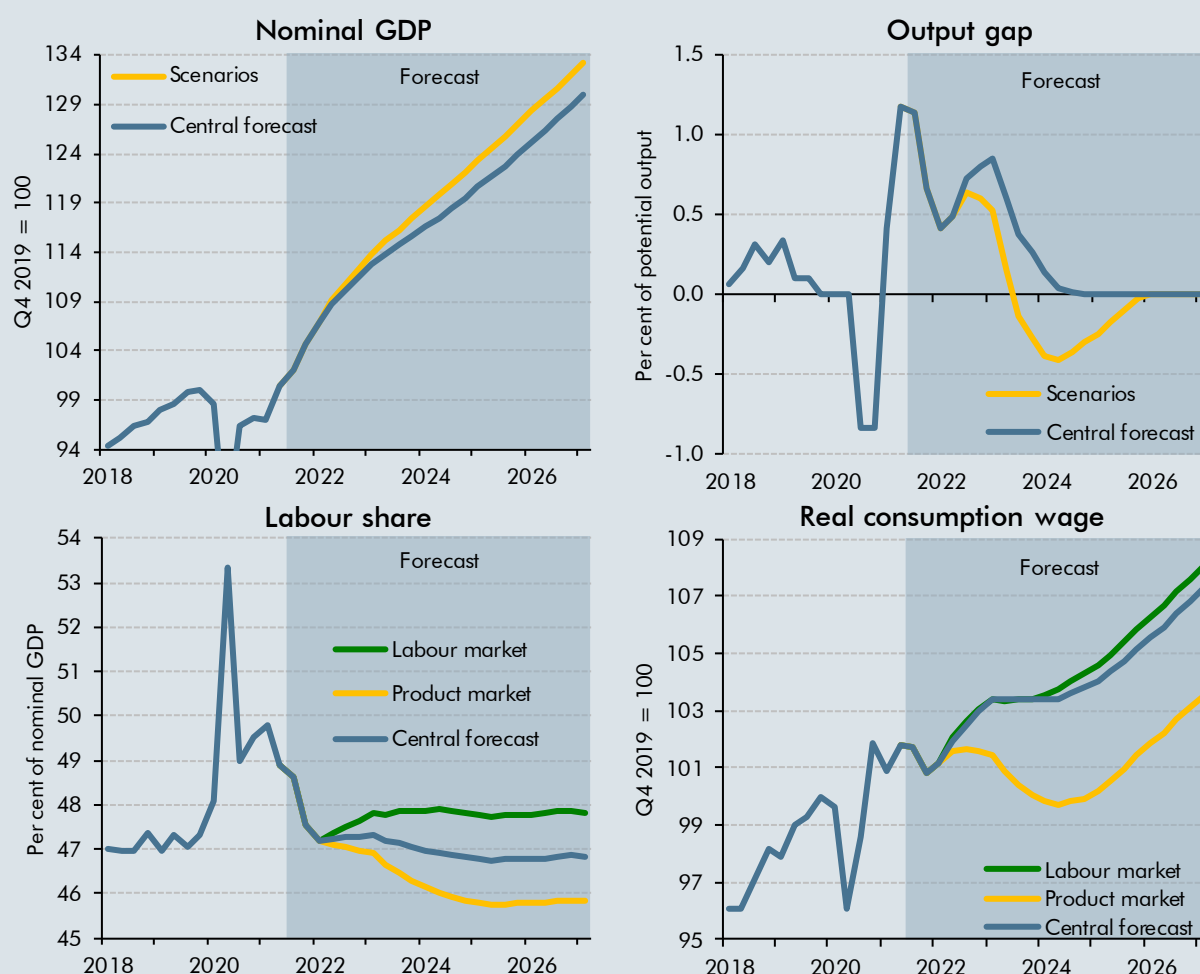 Nominal GDP
Q4 2019 = 100
134
129
124
119
114
109
104
99
94
Scenarios
Central forecast
Forecast
2018 2020 2022 2024 2026
Output gap
Per cent of potential output
1.5
1.0
0.5
0.0
-0.5
-1.0
Forecast
Scenarios
Central forecast
2018 2020 2022 2024 2026
Labour share
Per cent of nominal GDP
54
53
52
51
50
49
48
47
46
45
Forecast
Labour market
Product market
Central forecast
2018 2020 2022 2024 2026
Real consumption wage
Q4 2019 = 100
109
107
105
103
101
99
97
95
Forecast
Labour market
Product market
Central forecast
2018 2020 2022 2024 2026